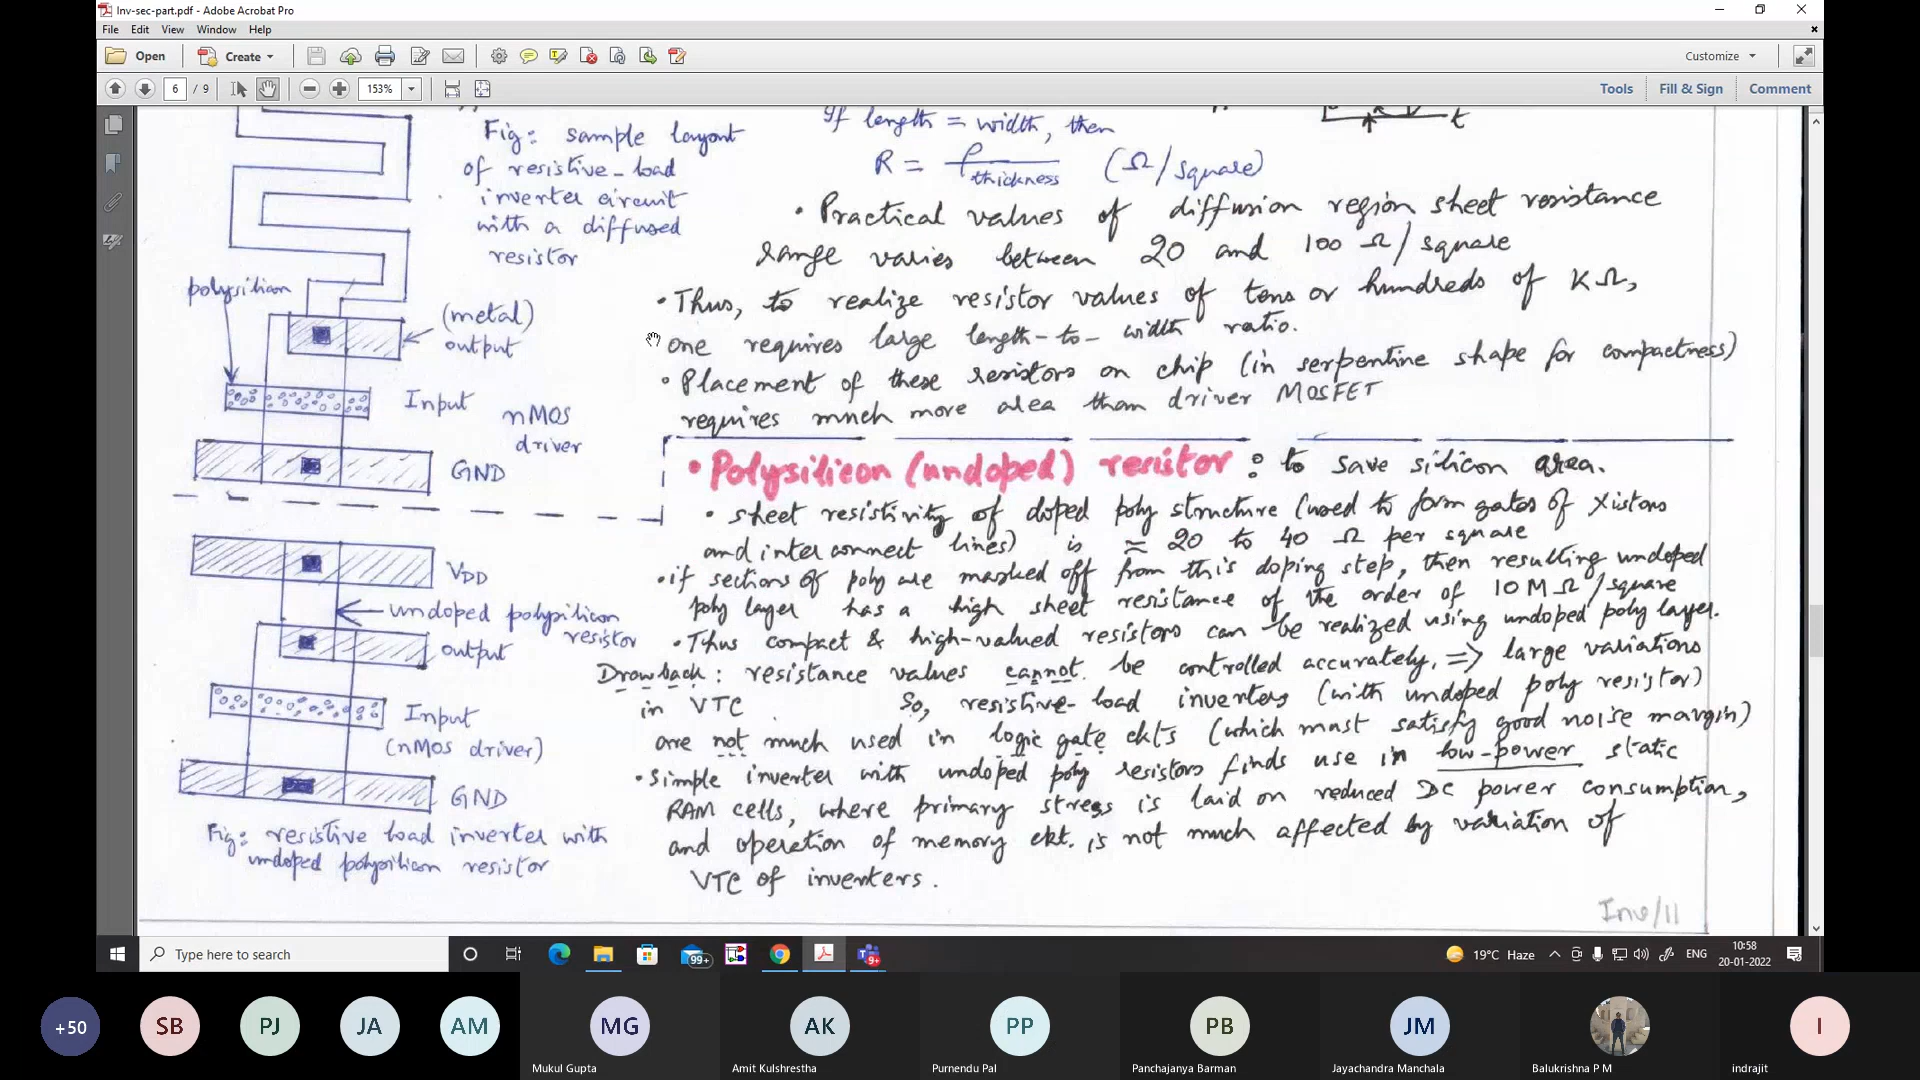 Inv-sec-part.pdf - Adobe Acrobat Pro
File Edit View Window Help
Open Create Customize
6 / 9 153% Tools Fill & Sign Comment
Fig: sample layout
of resistive-load
inverter circuit
with a diffused
resistor
polysilicon
(metal)
output
Input
nMOS
driver
GND
VDD
undoped polysilicon
resistor
output
Input
(nMOS driver)
GND
Fig: resistive load inverter with
undoped polysilicon resistor
If length = width, then
R = ρ/thickness (Ω/square)
t
• Practical values of diffusion region sheet resistance
range varies between 20 and 100 Ω/square
• Thus, to realize resistor values of tens or hundreds of KΩ,
one requires large length-to-width ratio.
• Placement of these resistors on chip (in serpentine shape for compactness)
requires much more area than driver MOSFET
• Polysilicon (undoped) resistor : to save silicon area.
• sheet resistivity of doped poly structure (used to form gates of Xistors
and inter connect lines) is ≈ 20 to 40 Ω per square
• if sections of poly are masked off from this doping step, then resulting undoped
poly layer has a high sheet resistance of the order of 10 MΩ/square
• Thus compact & high-valued resistors can be realized using undoped poly layer.
Drawback : resistance values cannot be controlled accurately, => large variations
in VTC So, resistive-load inverters (with undoped poly resistor)
are not much used in logic gate ckts (which must satisfy good noise margin)
• Simple inverter with undoped poly resistors finds use in low-power static
RAM cells, where primary stress is laid on reduced DC power consumption,
and operation of memory ckt. is not much affected by variation of
VTC of inverters.
Inv/11
Type here to search 99+ 9+ 19°C Haze ENG 10:58
20-01-2022
+50 SB PJ JA AM MG AK PP PB JM I
Mukul Gupta Amit Kulshrestha Purnendu Pal Panchajanya Barman Jayachandra Manchala Balukrishna P M indrajit